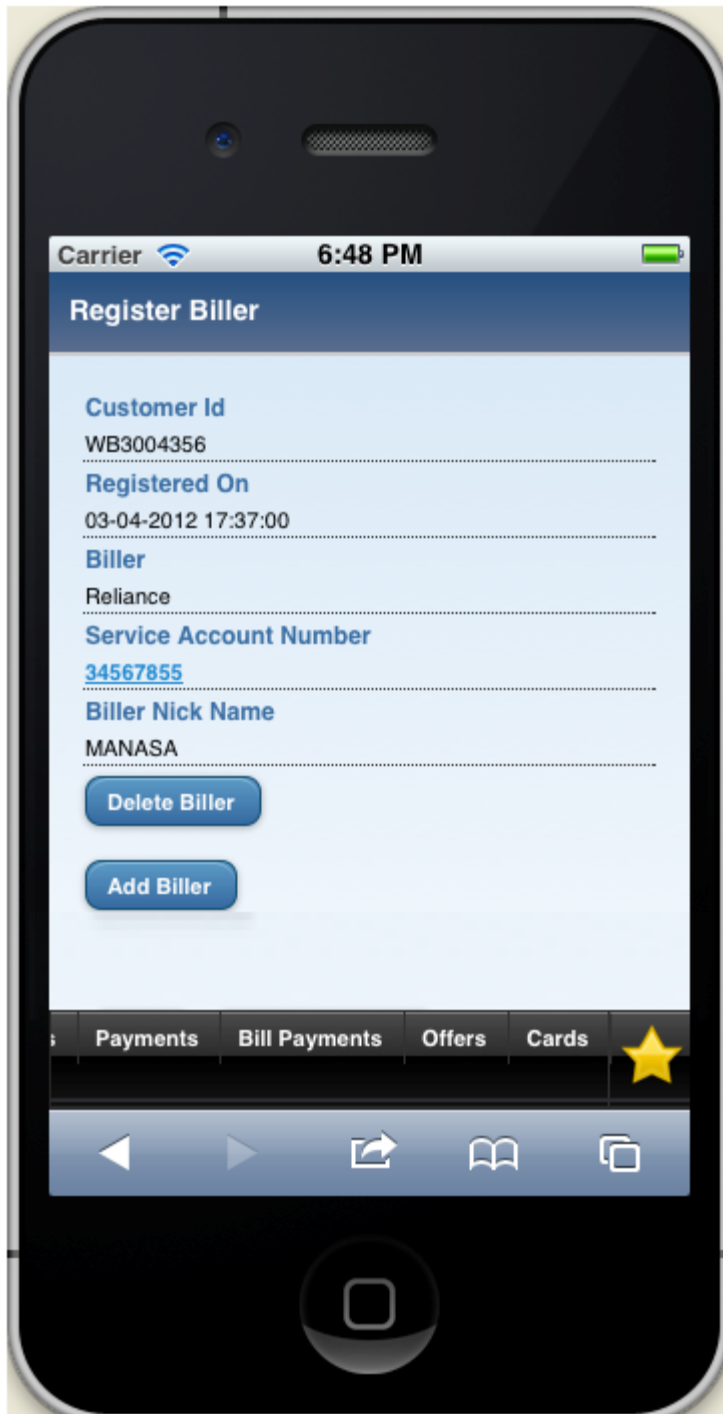 Carrier 6:48 PM
Register Biller
Customer Id
WB3004356
Registered On
03-04-2012 17:37:00
Biller
Reliance
Service Account Number
34567855
Biller Nick Name
MANASA
Delete Biller
Add Biller
s Payments Bill Payments Offers Cards